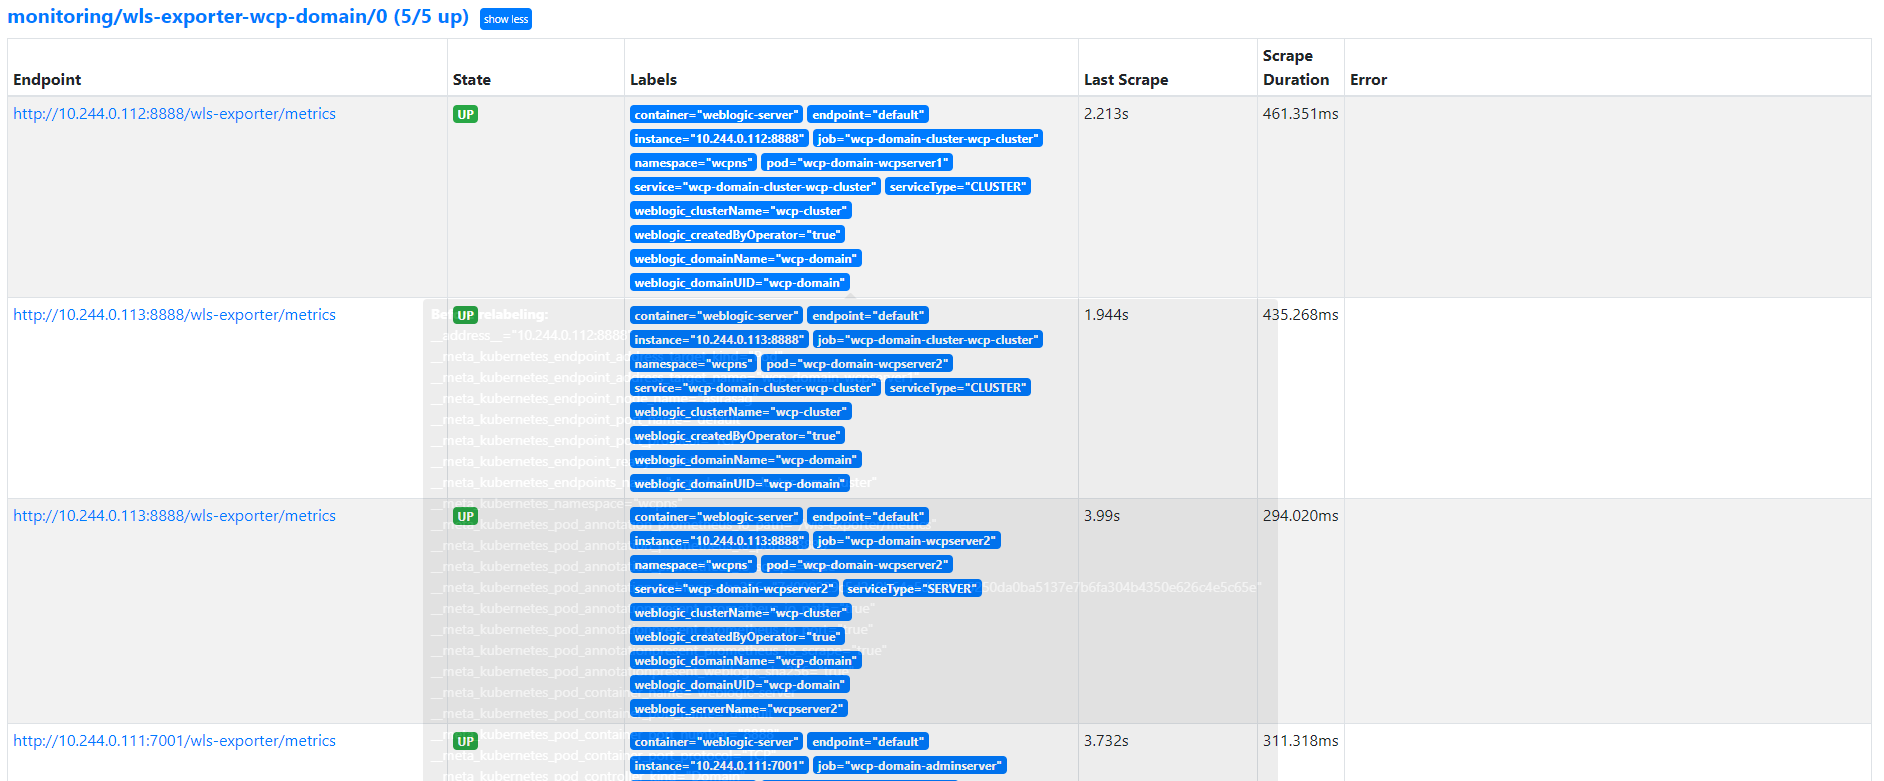 monitoring/wls-exporter-wcp-domain/0 (5/5 up) show less
Endpoint State Labels Last Scrape Scrape Duration Error
http://10.244.0.112:8888/wls-exporter/metrics UP container="weblogic-server" endpoint="default" 2.213s 461.351ms
instance="10.244.0.112:8888" job="wcp-domain-cluster-wcp-cluster"
namespace="wcpns" pod="wcp-domain-wcpserver1"
service="wcp-domain-cluster-wcp-cluster" serviceType="CLUSTER"
weblogic_clusterName="wcp-cluster"
weblogic_createdByOperator="true"
weblogic_domainName="wcp-domain"
weblogic_domainUID="wcp-domain"
http://10.244.0.113:8888/wls-exporter/metrics UP container="weblogic-server" endpoint="default" 1.944s 435.268ms
instance="10.244.0.113:8888" job="wcp-domain-cluster-wcp-cluster"
namespace="wcpns" pod="wcp-domain-wcpserver2"
service="wcp-domain-cluster-wcp-cluster" serviceType="CLUSTER"
weblogic_clusterName="wcp-cluster"
weblogic_createdByOperator="true"
weblogic_domainName="wcp-domain"
weblogic_domainUID="wcp-domain"
http://10.244.0.113:8888/wls-exporter/metrics UP container="weblogic-server" endpoint="default" 3.99s 294.020ms
instance="10.244.0.113:8888" job="wcp-domain-wcpserver2"
namespace="wcpns" pod="wcp-domain-wcpserver2"
service="wcp-domain-wcpserver2" serviceType="SERVER"
weblogic_clusterName="wcp-cluster"
weblogic_createdByOperator="true"
weblogic_domainName="wcp-domain"
weblogic_domainUID="wcp-domain"
weblogic_serverName="wcpserver2"
http://10.244.0.111:7001/wls-exporter/metrics UP container="weblogic-server" endpoint="default" 3.732s 311.318ms
instance="10.244.0.111:7001" job="wcp-domain-adminserver"
relabeling:
__address__="10.244.0.112:8888"
__meta_kubernetes_namespace="wcpns"